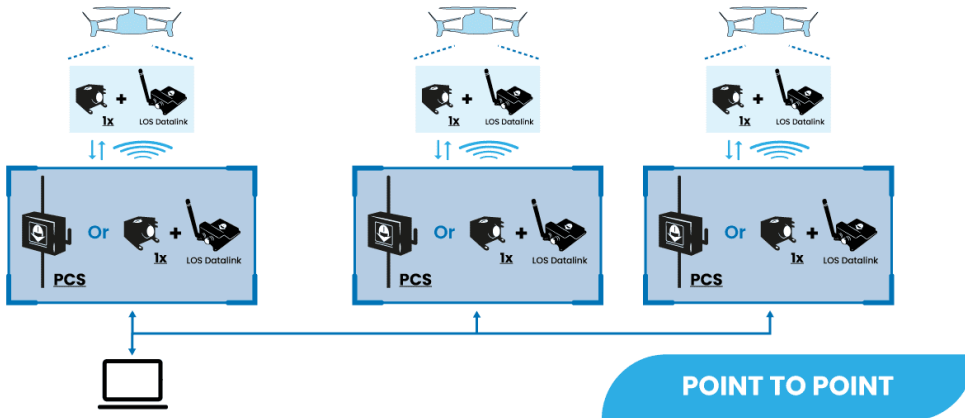 +
1x LOS Datalink
+
1x LOS Datalink
+
1x LOS Datalink
Or + 
1x LOS Datalink
PCS
Or +
1x LOS Datalink
PCS
Or +
1x LOS Datalink
PCS
POINT TO POINT